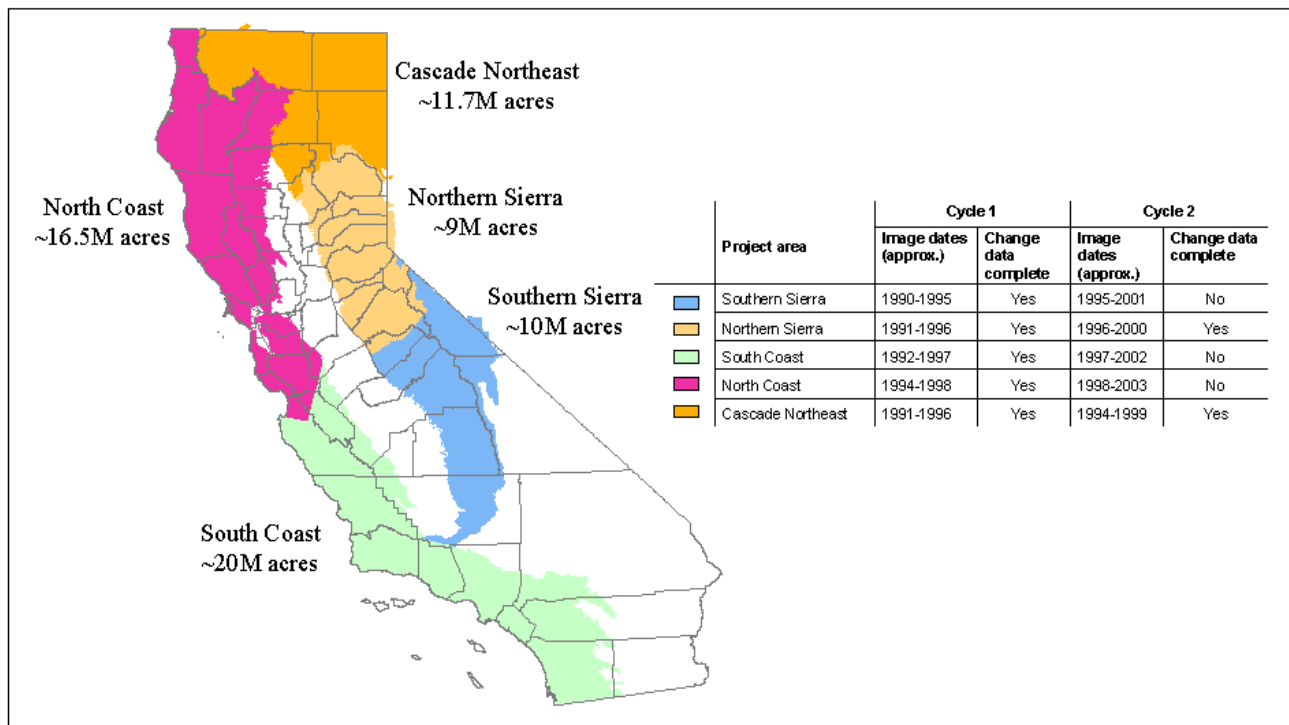 Cascade Northeast
~11.7M acres
North Coast
~16.5M acres
Northern Sierra
~9M acres
Southern Sierra
~10M acres
South Coast
~20M acres
Cycle 1 Cycle 2
Project area Image dates (approx.) Change data complete Image dates (approx.) Change data complete
Southern Sierra 1990-1995 Yes 1995-2001 No
Northern Sierra 1991-1996 Yes 1996-2000 Yes
South Coast 1992-1997 Yes 1997-2002 No
North Coast 1994-1998 Yes 1998-2003 No
Cascade Northeast 1991-1996 Yes 1994-1999 Yes